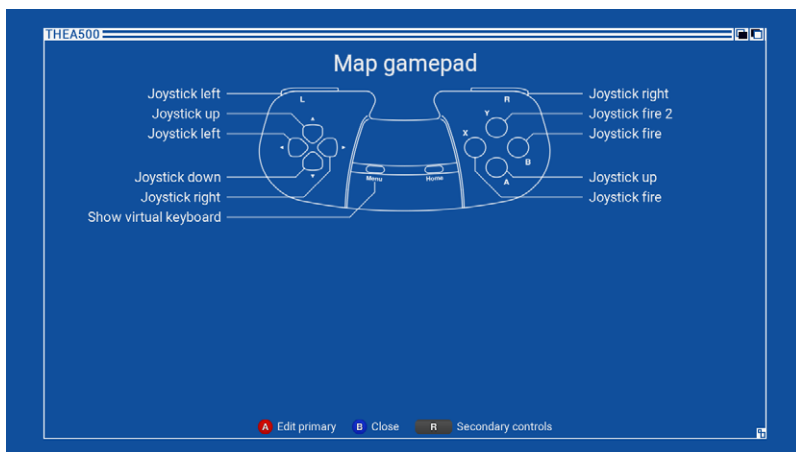 THEA500
Map gamepad
Joystick left
Joystick up
Joystick left
Joystick down
Joystick right
Show virtual keyboard
L
R
Y
X
B
A
Menu
Home
Joystick right
Joystick fire 2
Joystick fire
Joystick up
Joystick fire
A Edit primary B Close R Secondary controls